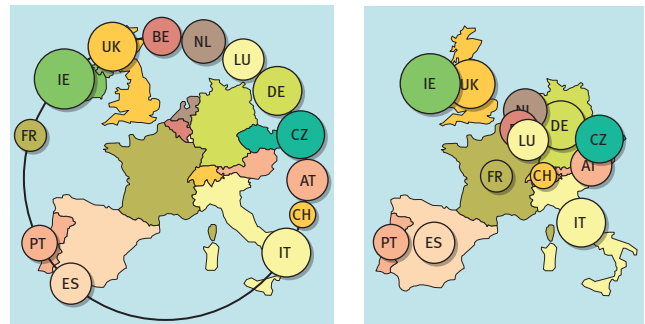 UK
BE
NL
LU
IE
DE
FR
CZ
AT
CH
PT
IT
ES
IE
UK
NL
DE
LU
CZ
AT
FR
CH
IT
PT
ES